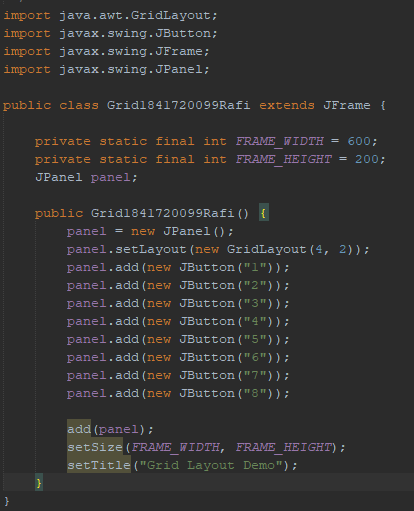 import java.awt.GridLayout;
import javax.swing.JButton;
import javax.swing.JFrame;
import javax.swing.JPanel;

public class Grid1841720099Rafi extends JFrame {

    private static final int FRAME_WIDTH = 600;
    private static final int FRAME_HEIGHT = 200;
    JPanel panel;

    public Grid1841720099Rafi() {
        panel = new JPanel();
        panel.setLayout(new GridLayout(4, 2));
        panel.add(new JButton("1"));
        panel.add(new JButton("2"));
        panel.add(new JButton("3"));
        panel.add(new JButton("4"));
        panel.add(new JButton("5"));
        panel.add(new JButton("6"));
        panel.add(new JButton("7"));
        panel.add(new JButton("8"));

        add(panel);
        setSize(FRAME_WIDTH, FRAME_HEIGHT);
        setTitle("Grid Layout Demo");
    }
}